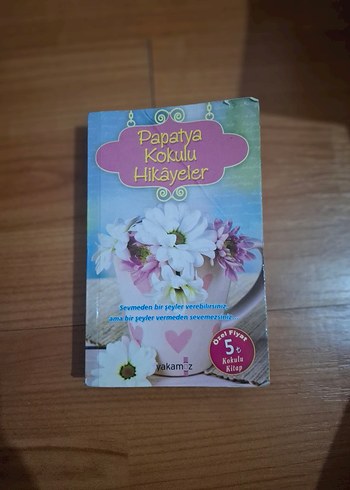 Papatya
Kokulu
Hikâyeler
Sevmeden bir şeyler verebilirsiniz,
ama bir şeyler vermeden sevemezsiniz.
Özel Fiyat
5 ₺
Kokulu
Kitap
yakamoz